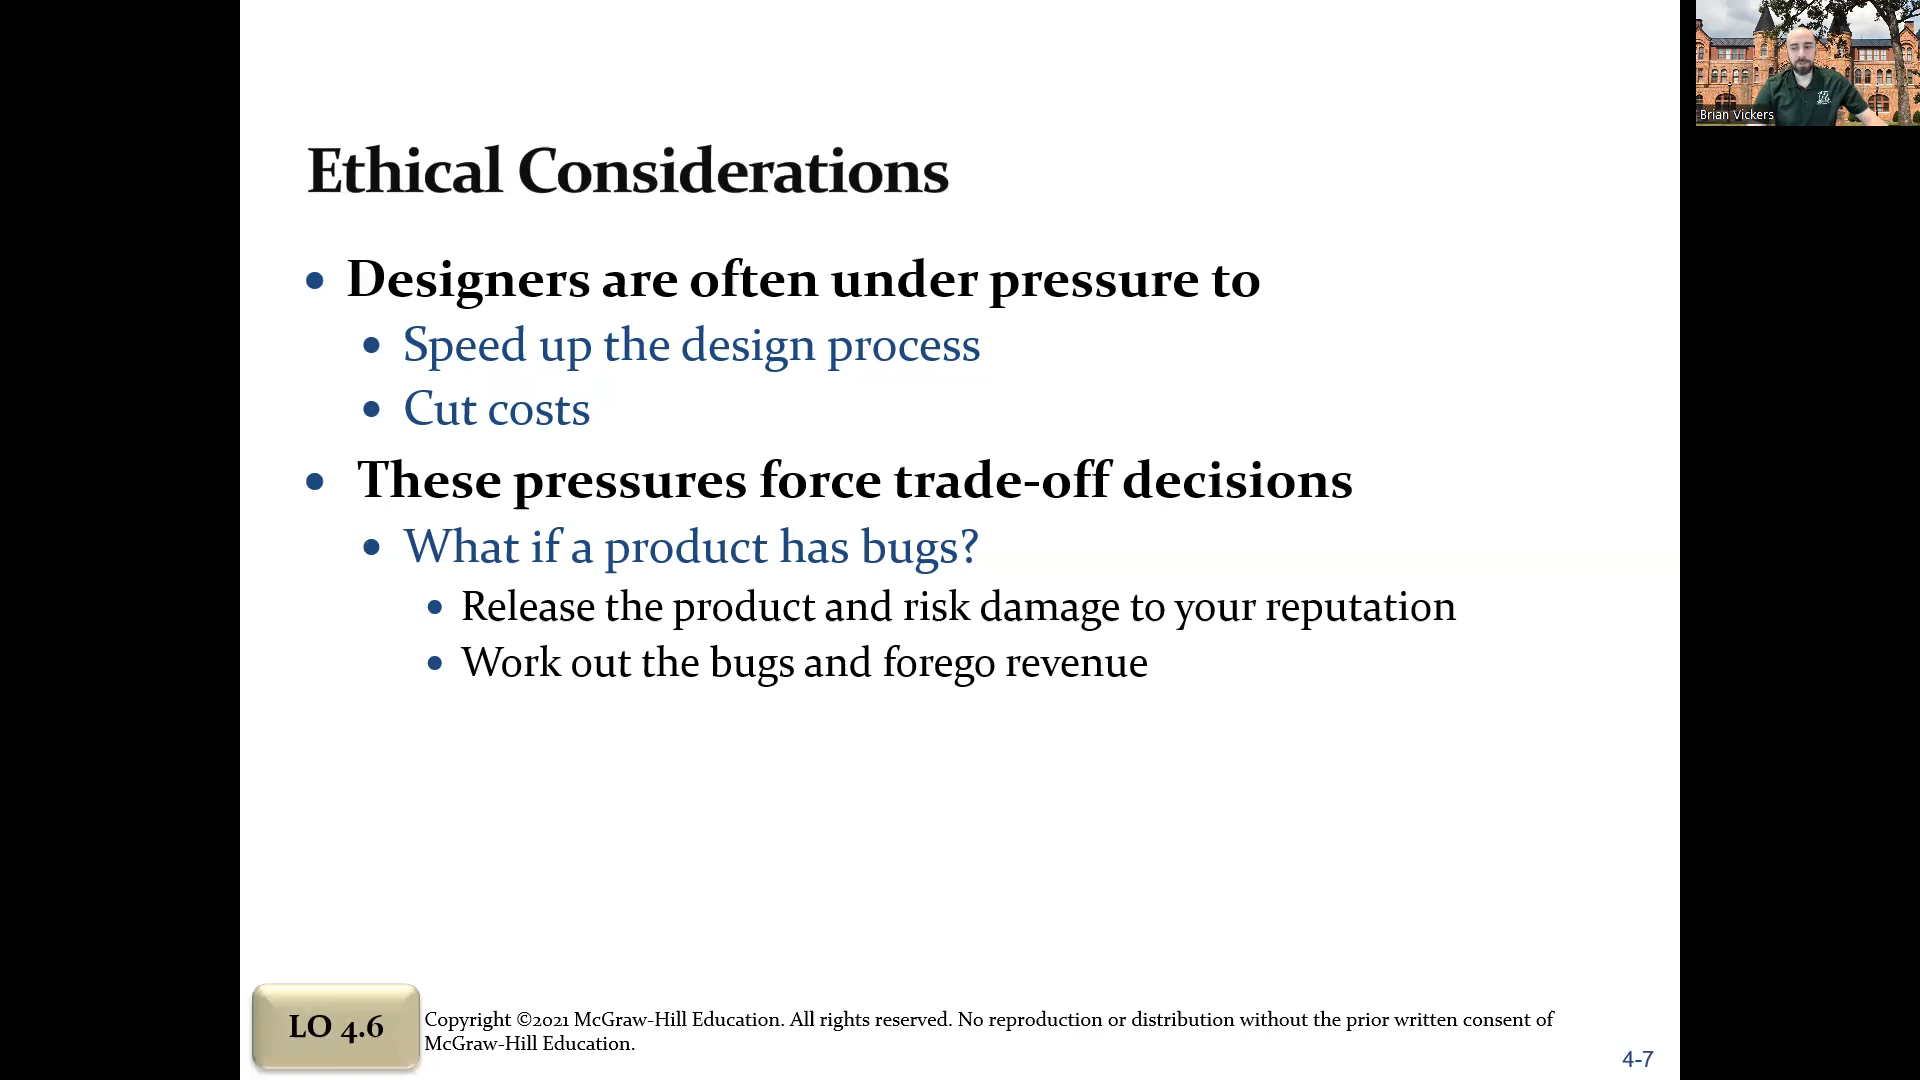 Brian Vickers
Ethical Considerations
• Designers are often under pressure to
• Speed up the design process
• Cut costs
• These pressures force trade-off decisions
• What if a product has bugs?
• Release the product and risk damage to your reputation
• Work out the bugs and forego revenue
LO 4.6
Copyright ©2021 McGraw-Hill Education. All rights reserved. No reproduction or distribution without the prior written consent of
McGraw-Hill Education.
4-7